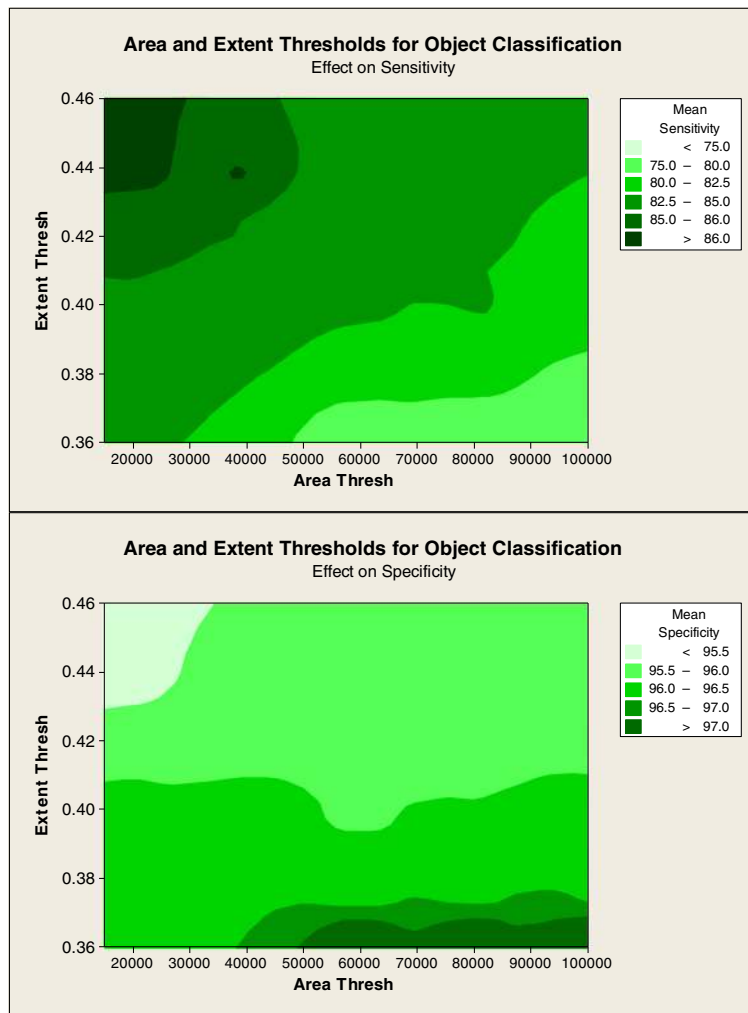 Area and Extent Thresholds for Object Classification
Effect on Sensitivity
0.46
0.44
0.42
0.40
0.38
0.36
Extent Thresh
20000 30000 40000 50000 60000 70000 80000 90000 100000
Area Thresh
Mean
Sensitivity
< 75.0
75.0 – 80.0
80.0 – 82.5
82.5 – 85.0
85.0 – 86.0
> 86.0
Area and Extent Thresholds for Object Classification
Effect on Specificity
0.46
0.44
0.42
0.40
0.38
0.36
Extent Thresh
20000 30000 40000 50000 60000 70000 80000 90000 100000
Area Thresh
Mean
Specificity
< 95.5
95.5 – 96.0
96.0 – 96.5
96.5 – 97.0
> 97.0